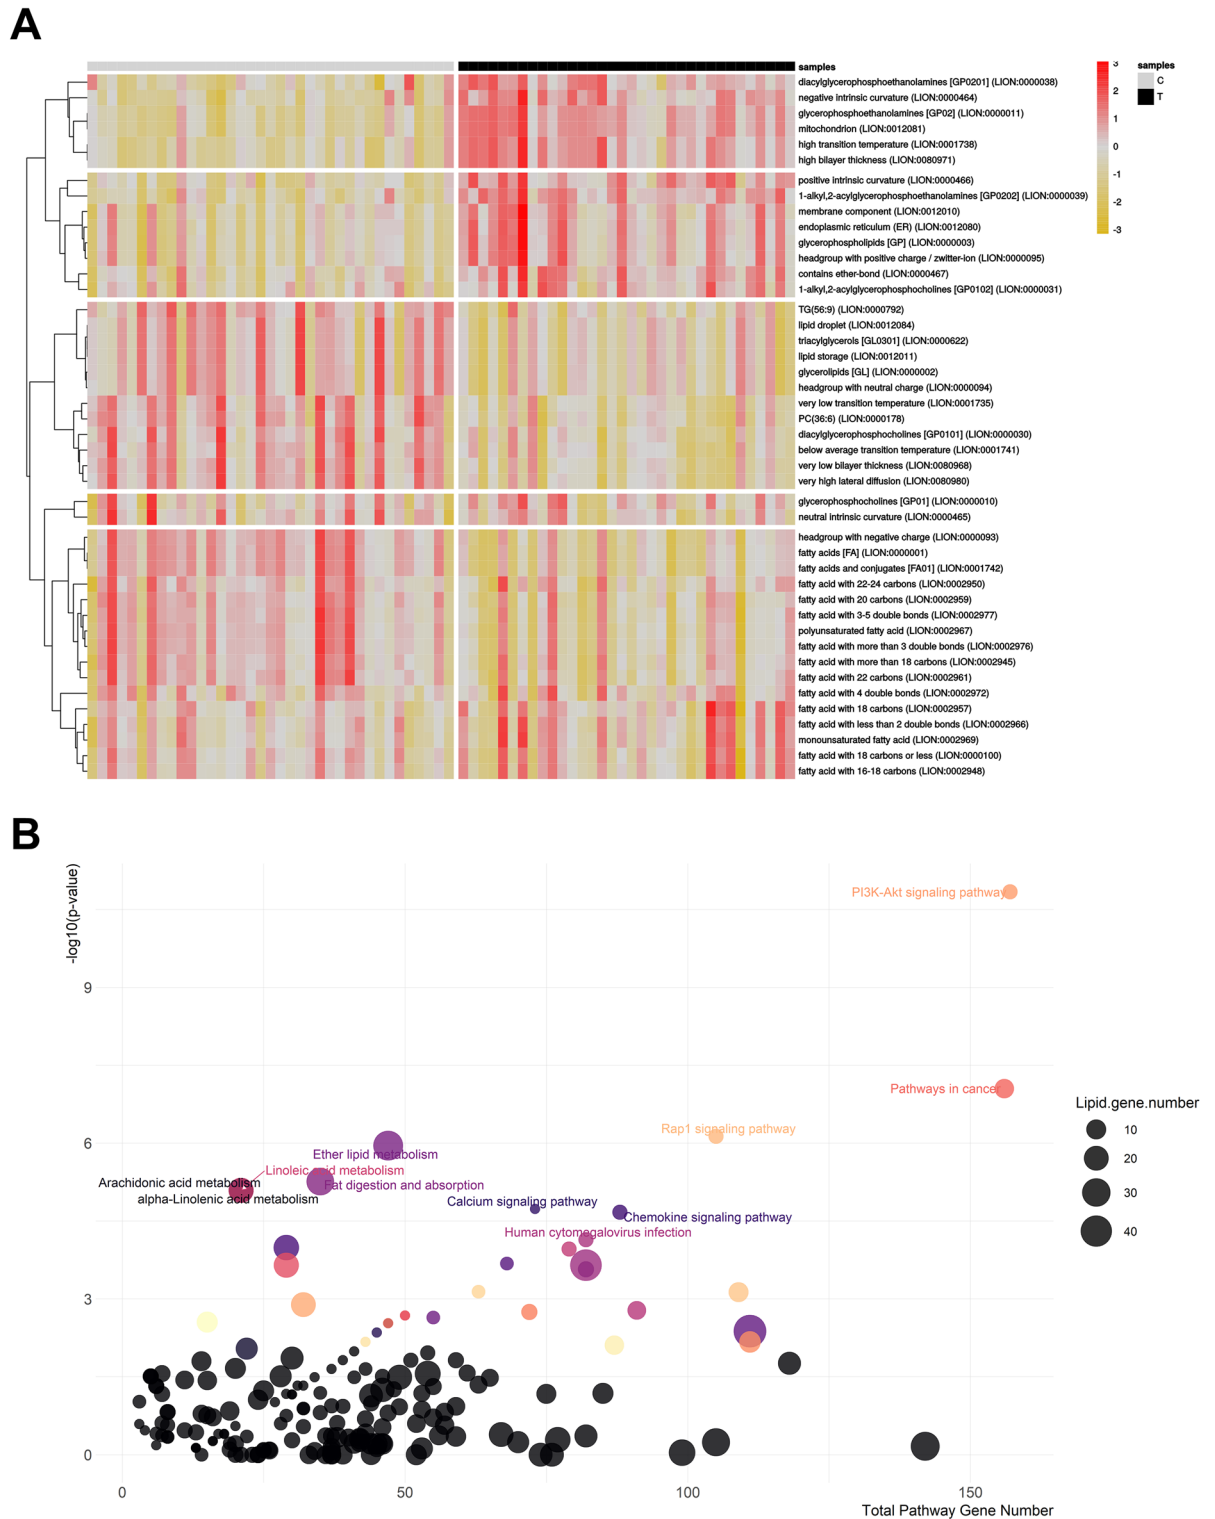 A
samples
diacylglycerophosphoethanolamines [GP0201] (LION:0000038)
negative intrinsic curvature (LION:0000464)
glycerophosphoethanolamines [GP02] (LION:0000011)
mitochondrion (LION:0012081)
high transition temperature (LION:0001738)
high bilayer thickness (LION:0080971)
positive intrinsic curvature (LION:0000466)
1-alkyl,2-acylglycerophosphoethanolamines [GP0202] (LION:0000039)
membrane component (LION:0012010)
endoplasmic reticulum (ER) (LION:0012080)
glycerophospholipids [GP] (LION:0000003)
headgroup with positive charge / zwitter-ion (LION:0000095)
contains ether-bond (LION:0000467)
1-alkyl,2-acylglycerophosphocholines [GP0102] (LION:0000031)
TG(56:9) (LION:0000792)
lipid droplet (LION:0012084)
triacylglycerols [GL0301] (LION:0000622)
lipid storage (LION:0012011)
glycerolipids [GL] (LION:0000002)
headgroup with neutral charge (LION:0000094)
very low transition temperature (LION:0001735)
PC(36:6) (LION:0000178)
diacylglycerophosphocholines [GP0101] (LION:0000030)
below average transition temperature (LION:0001741)
very low bilayer thickness (LION:0080968)
very high lateral diffusion (LION:0080980)
glycerophosphocholines [GP01] (LION:0000010)
neutral intrinsic curvature (LION:0000465)
headgroup with negative charge (LION:0000093)
fatty acids [FA] (LION:0000001)
fatty acids and conjugates [FA01] (LION:0001742)
fatty acid with 22-24 carbons (LION:0002950)
fatty acid with 20 carbons (LION:0002959)
fatty acid with 3-5 double bonds (LION:0002977)
polyunsaturated fatty acid (LION:0002967)
fatty acid with more than 3 double bonds (LION:0002976)
fatty acid with more than 18 carbons (LION:0002945)
fatty acid with 22 carbons (LION:0002961)
fatty acid with 4 double bonds (LION:0002972)
fatty acid with 18 carbons (LION:0002957)
fatty acid with less than 2 double bonds (LION:0002966)
monounsaturated fatty acid (LION:0002969)
fatty acid with 18 carbons or less (LION:0000100)
fatty acid with 16-18 carbons (LION:0002948)
3
2
1
0
-1
-2
-3
samples
C
T
B
-log10(p-value)
9
6
3
0
PI3K-Akt signaling pathway
Pathways in cancer
Rap1 signaling pathway
Ether lipid metabolism
Linoleic acid metabolism
Arachidonic acid metabolism
Fat digestion and absorption
alpha-Linolenic acid metabolism
Calcium signaling pathway
Chemokine signaling pathway
Human cytomegalovirus infection
0
50
100
150
Total Pathway Gene Number
Lipid.gene.number
10
20
30
40